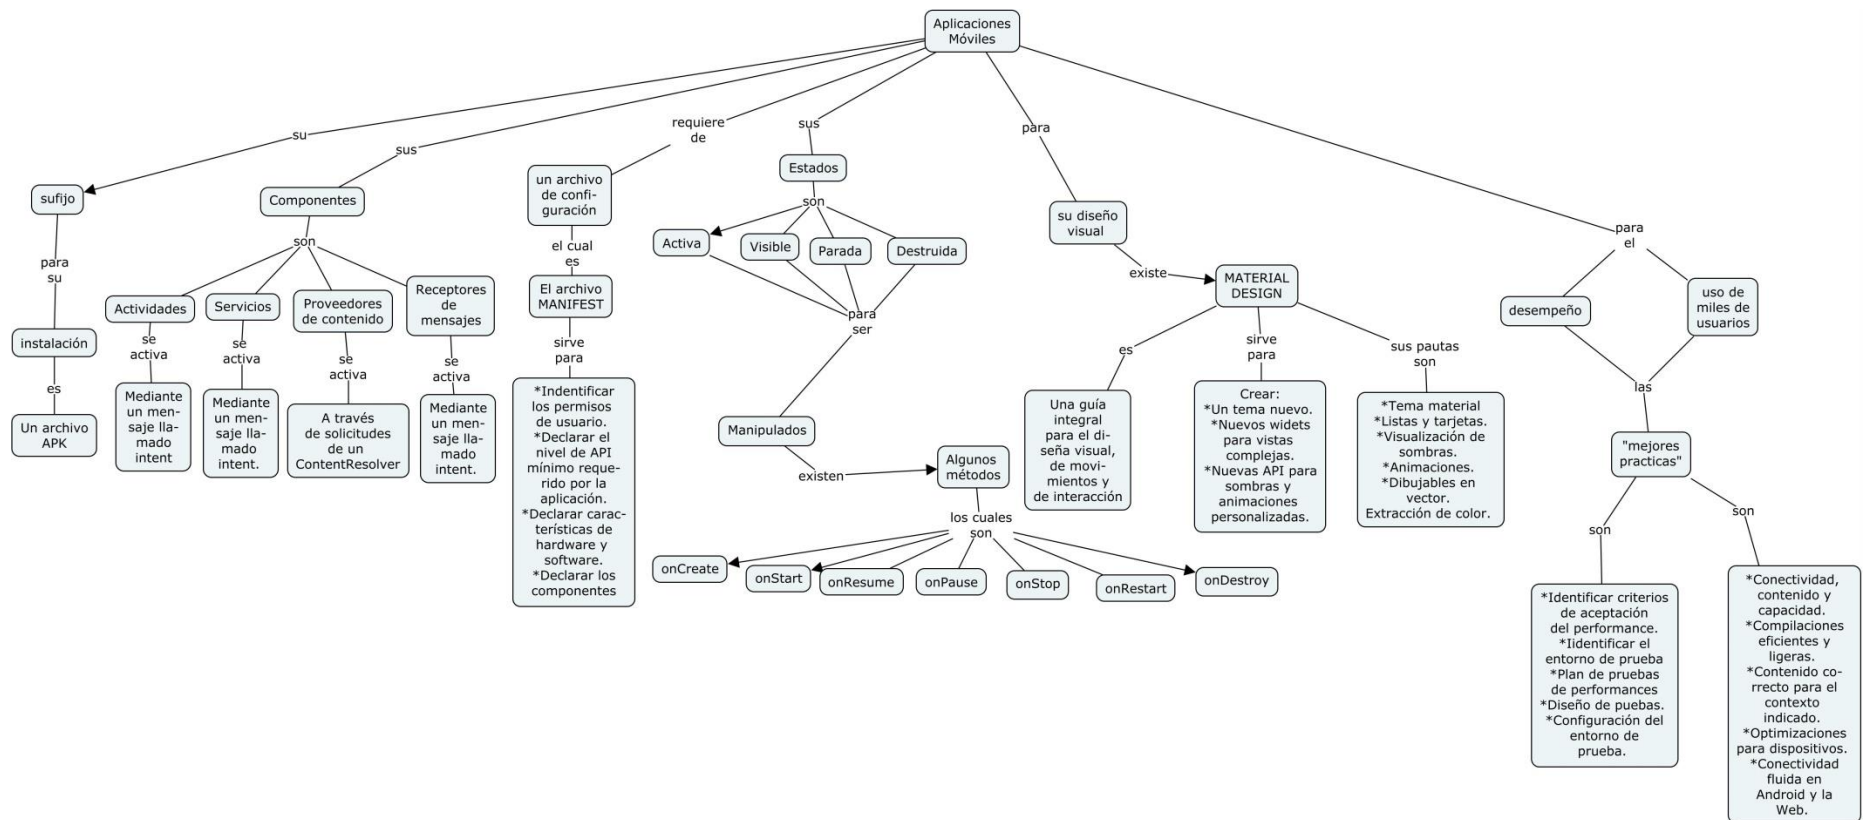 Aplicaciones
Móviles
su
sufijo
para
su
instalación
es
Un archivo
APK
sus
Componentes
son
Actividades
se
activa
Mediante
un men-
saje lla-
mado
intent
Servicios
se
activa
Mediante
un men-
saje lla-
mado
intent.
Proveedores
de contenido
se
activa
A través
de solicitudes
de un
ContentResolver
Receptores
de
mensajes
se
activa
Mediante
un men-
saje lla-
mado
intent.
requiere
de
un archivo
de confi-
guración
el cual
es
El archivo
MANIFEST
sirve
para
*Indentificar
los permisos
de usuario.
*Declarar el
nivel de API
mínimo reque-
rido por la
aplicación.
*Declarar carac-
terísticas de
hardware y
software.
*Declarar los
componentes
sus
Estados
son
Activa
Visible
Parada
Destruida
para
ser
Manipulados
existen
Algunos
métodos
los cuales
son
onCreate
onStart
onResume
onPause
onStop
onRestart
onDestroy
para
su diseño
visual
existe
MATERIAL
DESIGN
es
Una guía
integral
para el di-
seña visual,
de movi-
mientos y
de interacción
sirve
para
Crear:
*Un tema nuevo.
*Nuevos widets
para vistas
complejas.
*Nuevas API para
sombras y
animaciones
personalizadas.
sus pautas
son
*Tema material
*Listas y tarjetas.
*Visualización de
sombras.
*Animaciones.
*Dibujables en
vector.
Extracción de color.
para
el
desempeño
uso de
miles de
usuarios
las
"mejores
practicas"
son
*Identificar criterios
de aceptación
del performance.
*Iidentificar el
entorno de prueba
*Plan de pruebas
de performances
*Diseño de puebas.
*Configuración del
entorno de
prueba.
son
*Conectividad,
contenido y
capacidad.
*Compilaciones
eficientes y
ligeras.
*Contenido co-
rrecto para el
contexto
indicado.
*Optimizaciones
para dispositivos.
*Conectividad
fluida en
Android y la
Web.